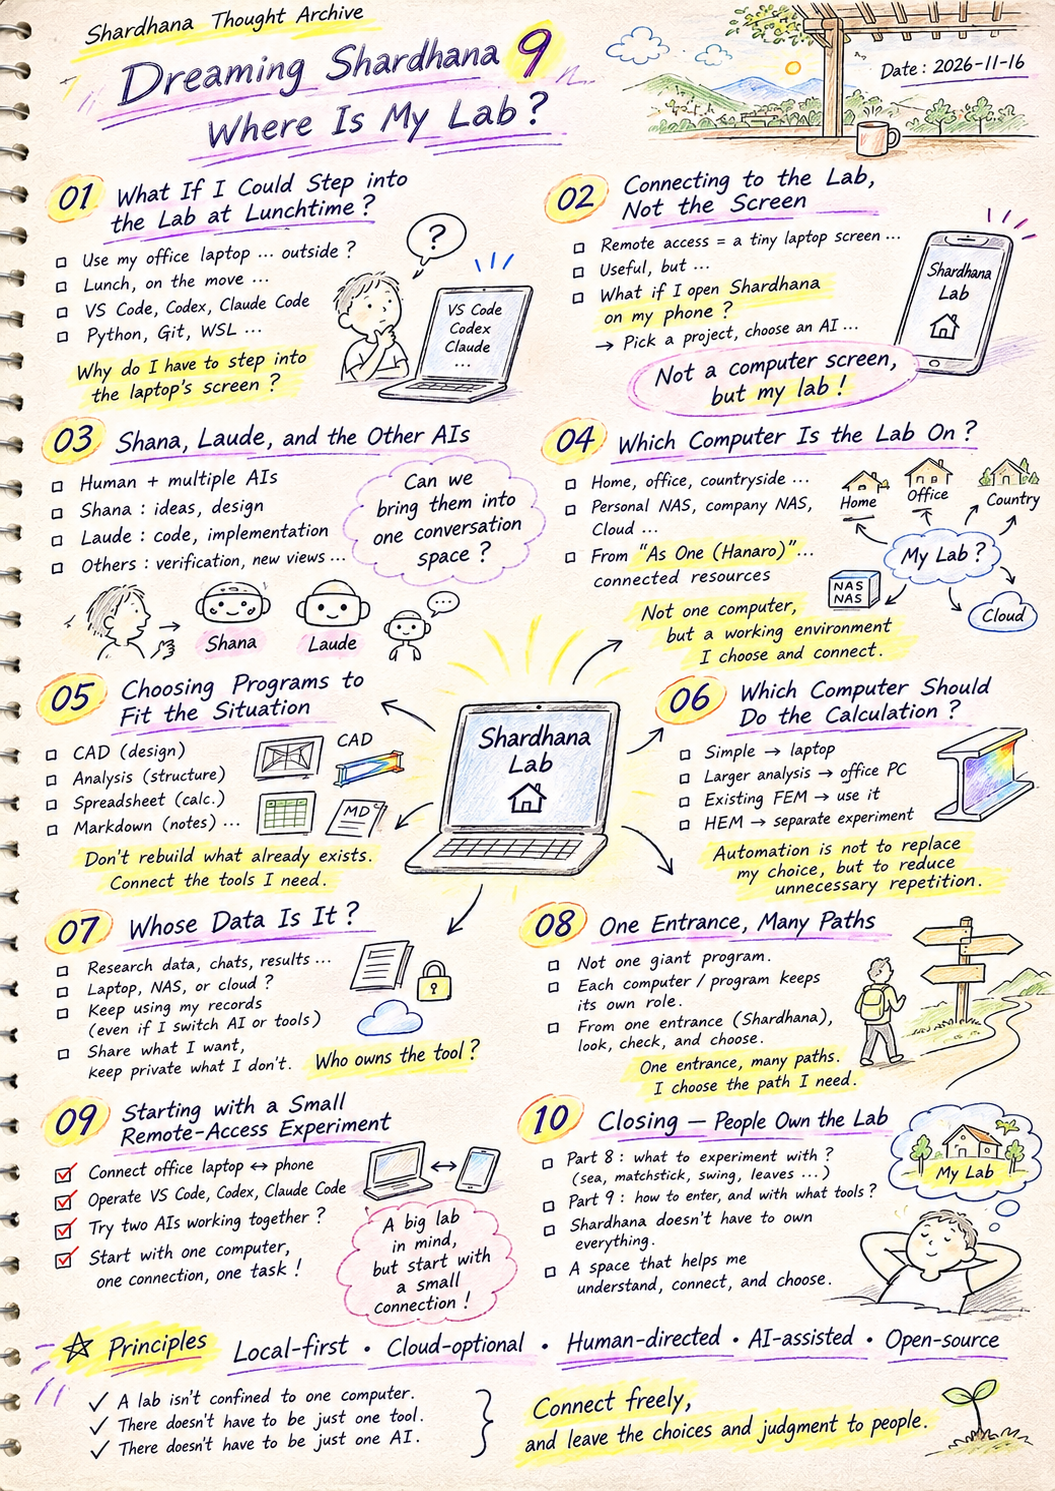 Shardhana Thought Archive
Dreaming Shardhana 9
Where Is My Lab?
Date: 2026-11-16
01 What If I Could Step into
the Lab at Lunchtime?
Use my office laptop ... outside?
Lunch, on the move ...
VS Code, Codex, Claude Code
Python, Git, WSL ...
Why do I have to step into
the laptop's screen?
?
VS Code
Codex
Claude
...
02 Connecting to the Lab,
Not the Screen
Remote access = a tiny laptop screen ...
Useful, but ...
What if I open Shardhana
on my phone?
→ Pick a project, choose an AI ...
Not a computer screen,
but my lab!
Shardhana
Lab
03 Shana, Laude, and the Other AIs
Human + multiple AIs
Shana : ideas, design
Laude : code, implementation
Others : verification, new views ...
Can we
bring them into
one conversation
space?
Shana
Laude
04 Which Computer Is the Lab On?
Home, office, countryside ...
Personal NAS, company NAS,
Cloud ...
From "As One (Hanaro)"...
connected resources
Not one computer,
but a working environment
I choose and connect.
Home
Office
Country
My Lab?
NAS
NAS
Cloud
05 Choosing Programs to
Fit the Situation
CAD (design)
Analysis (structure)
Spreadsheet (calc.)
Markdown (notes) ...
CAD
MD
Don't rebuild what already exists.
Connect the tools I need.
Shardhana
Lab
06 Which Computer Should
Do the Calculation?
Simple → laptop
Larger analysis → office PC
Existing FEM → use it
HEM → separate experiment
Automation is not to replace
my choice, but to reduce
unnecessary repetition.
07 Whose Data Is It?
Research data, chats, results ...
Laptop, NAS, or cloud?
Keep using my records
(even if I switch AI or tools)
Share what I want,
keep private what I don't.
Who owns the tool?
08 One Entrance, Many Paths
Not one giant program.
Each computer / program keeps
its own role.
From one entrance (Shardhana),
look, check, and choose.
One entrance, many paths.
I choose the path I need.
09 Starting with a Small
Remote-Access Experiment
Connect office laptop ↔ phone
Operate VS Code, Codex, Claude Code
Try two AIs working together?
Start with one computer,
one connection, one task!
A big lab
in mind,
but start with
a small
connection!
10 Closing — People Own the Lab
Part 8 : what to experiment with?
(sea, matchstick, swing, leaves ...)
Part 9 : how to enter, and with what tools?
Shardhana doesn't have to own
everything.
A space that helps me
understand, connect, and choose.
My Lab
Principles Local-first • Cloud-optional • Human-directed • AI-assisted • Open-source
✓ A lab isn't confined to one computer.
✓ There doesn't have to be just one tool.
✓ There doesn't have to be just one AI.
Connect freely,
and leave the choices and judgment to people.